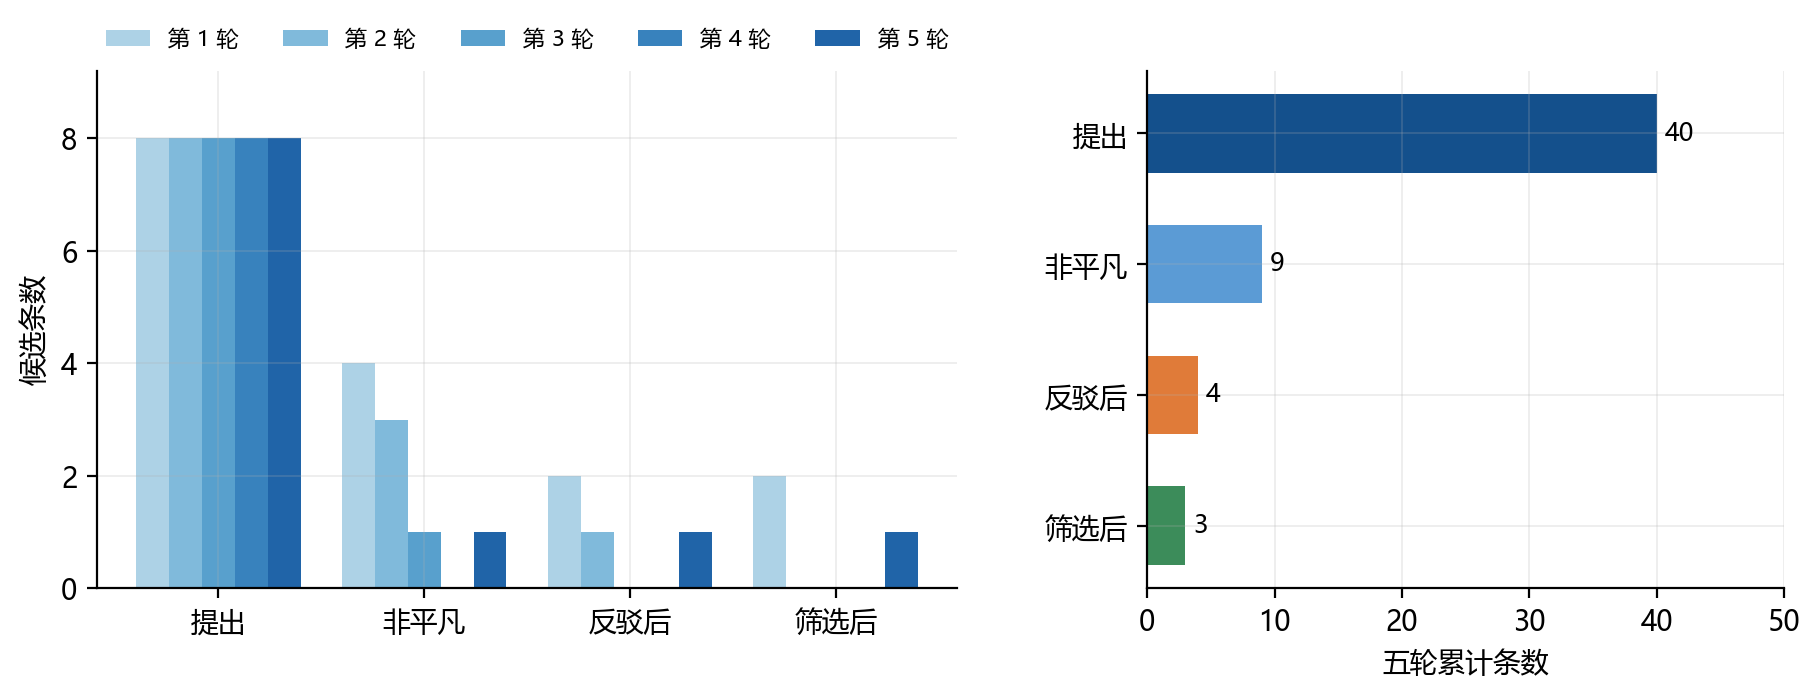 第 1 轮 第 2 轮 第 3 轮 第 4 轮 第 5 轮
候选条数
8
6
4
2
0
提出 非平凡 反驳后 筛选后
提出 40
非平凡 9
反驳后 4
筛选后 3
0 10 20 30 40 50
五轮累计条数